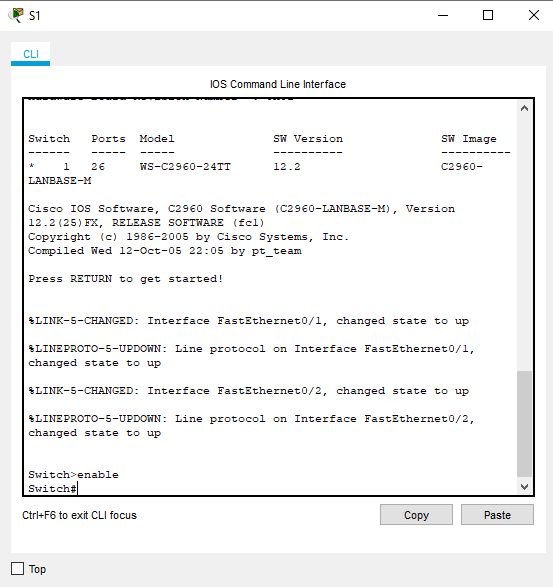 S1
CLI
IOS Command Line Interface
Switch   Ports  Model              SW Version              SW Image
------   -----  -----              ----------              ----------
*    1   26     WS-C2960-24TT      12.2                    C2960-
LANBASE-M
Cisco IOS Software, C2960 Software (C2960-LANBASE-M), Version
12.2(25)FX, RELEASE SOFTWARE (fc1)
Copyright (c) 1986-2005 by Cisco Systems, Inc.
Compiled Wed 12-Oct-05 22:05 by pt_team
Press RETURN to get started!
%LINK-5-CHANGED: Interface FastEthernet0/1, changed state to up
%LINEPROTO-5-UPDOWN: Line protocol on Interface FastEthernet0/1,
changed state to up
%LINK-5-CHANGED: Interface FastEthernet0/2, changed state to up
%LINEPROTO-5-UPDOWN: Line protocol on Interface FastEthernet0/2,
changed state to up
Switch>enable
Switch#
Ctrl+F6 to exit CLI focus
Copy
Paste
Top